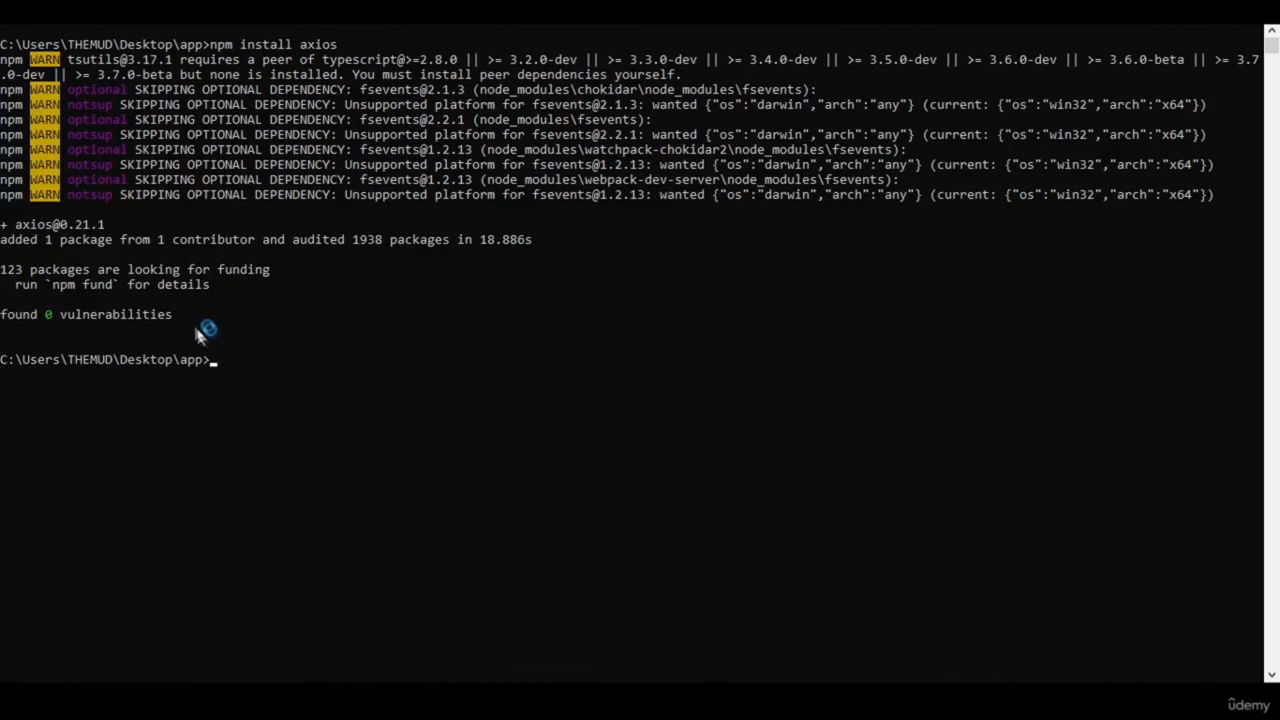 C:\Users\THEMUD\Desktop\app>npm install axios
npm WARN tsutils@3.17.1 requires a peer of typescript@>=2.8.0 || >= 3.2.0-dev || >= 3.3.0-dev || >= 3.4.0-dev || >= 3.5.0-dev || >= 3.6.0-dev || >= 3.6.0-beta || >= 3.7
.0-dev || >= 3.7.0-beta but none is installed. You must install peer dependencies yourself.
npm WARN optional SKIPPING OPTIONAL DEPENDENCY: fsevents@2.1.3 (node_modules\chokidar\node_modules\fsevents):
npm WARN notsup SKIPPING OPTIONAL DEPENDENCY: Unsupported platform for fsevents@2.1.3: wanted {"os":"darwin","arch":"any"} (current: {"os":"win32","arch":"x64"})
npm WARN optional SKIPPING OPTIONAL DEPENDENCY: fsevents@2.2.1 (node_modules\fsevents):
npm WARN notsup SKIPPING OPTIONAL DEPENDENCY: Unsupported platform for fsevents@2.2.1: wanted {"os":"darwin","arch":"any"} (current: {"os":"win32","arch":"x64"})
npm WARN optional SKIPPING OPTIONAL DEPENDENCY: fsevents@1.2.13 (node_modules\watchpack-chokidar2\node_modules\fsevents):
npm WARN notsup SKIPPING OPTIONAL DEPENDENCY: Unsupported platform for fsevents@1.2.13: wanted {"os":"darwin","arch":"any"} (current: {"os":"win32","arch":"x64"})
npm WARN optional SKIPPING OPTIONAL DEPENDENCY: fsevents@1.2.13 (node_modules\webpack-dev-server\node_modules\fsevents):
npm WARN notsup SKIPPING OPTIONAL DEPENDENCY: Unsupported platform for fsevents@1.2.13: wanted {"os":"darwin","arch":"any"} (current: {"os":"win32","arch":"x64"})
+ axios@0.21.1
added 1 package from 1 contributor and audited 1938 packages in 18.886s
123 packages are looking for funding
run `npm fund` for details
found 0 vulnerabilities
C:\Users\THEMUD\Desktop\app>
ûdemy